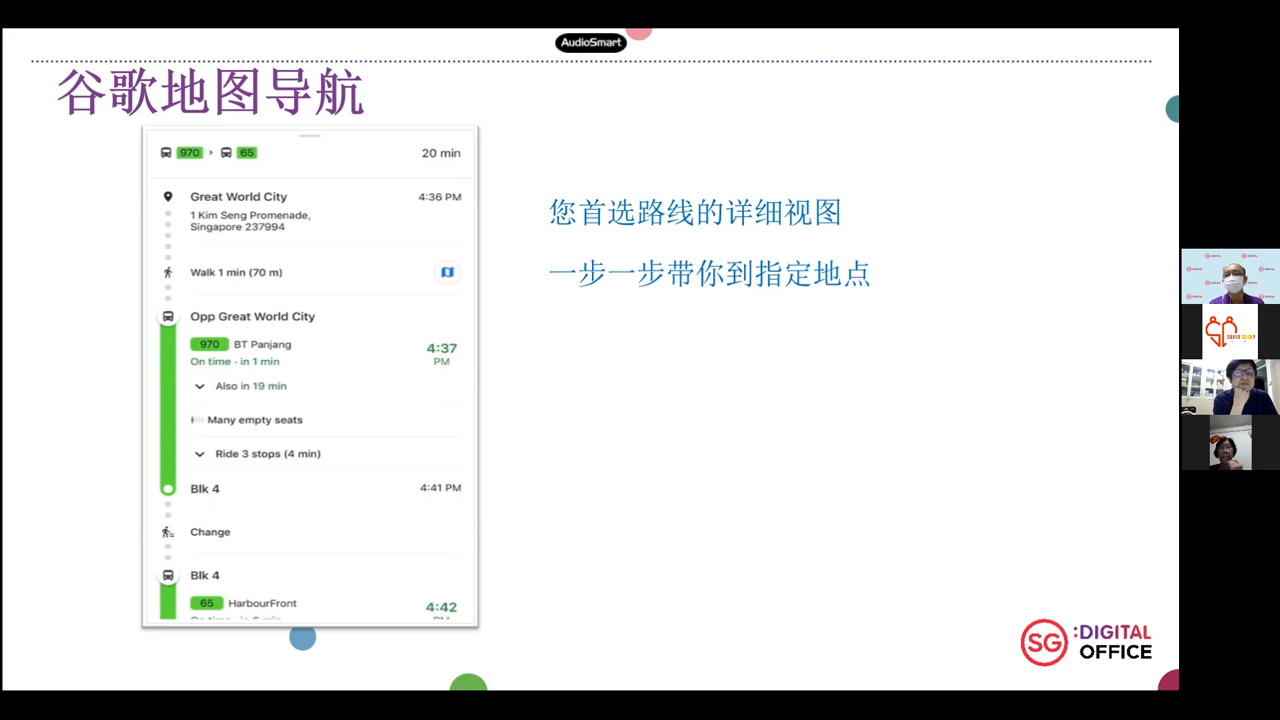 AudioSmart
谷歌地图导航
970 > 65 20 min
Great World City 4:36 PM
1 Kim Seng Promenade,
Singapore 237994
Walk 1 min (70 m)
Opp Great World City
970 BT Panjang 4:37
On time - in 1 min PM
Also in 19 min
Many empty seats
Ride 3 stops (4 min)
Blk 4 4:41 PM
Change
Blk 4
65 HarbourFront 4:42
您首选路线的详细视图
一步一步带你到指定地点
SG :DIGITAL
OFFICE